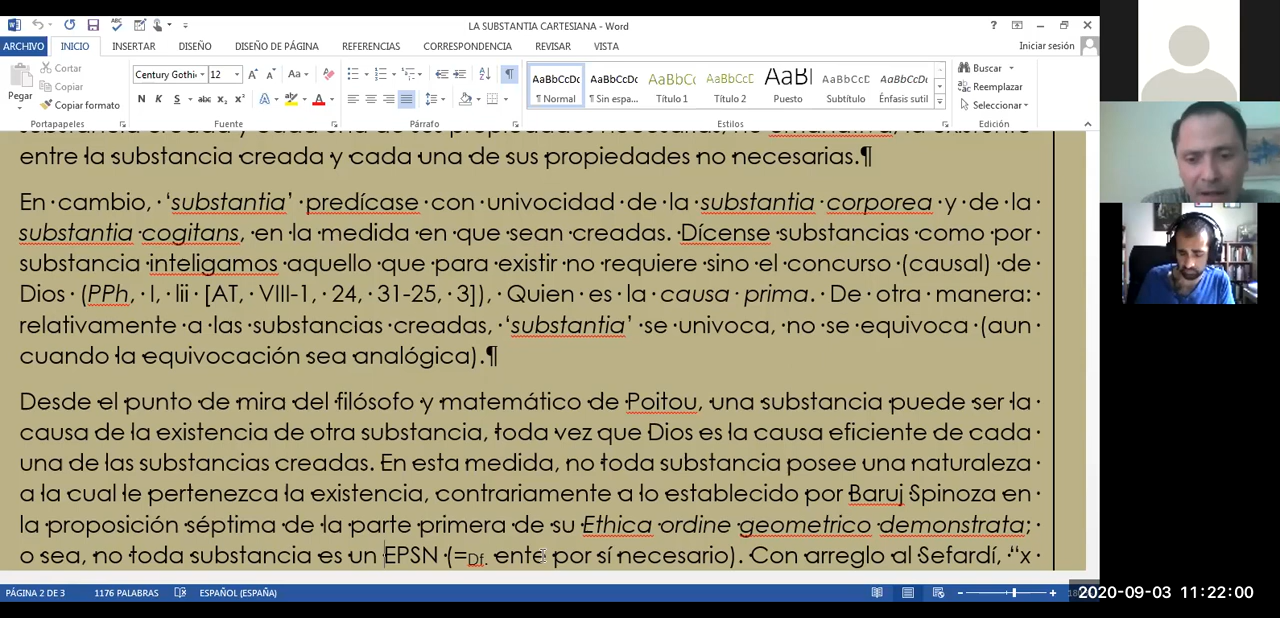 LA SUBSTANTIA CARTESIANA - Word
ARCHIVO INICIO INSERTAR DISEÑO DISEÑO DE PÁGINA REFERENCIAS CORRESPONDENCIA REVISAR VISTA Iniciar sesión
Pegar
Cortar
Copiar
Copiar formato
Century Gothi 12
N K S abc x₂ x²
AaBbCcDc AaBbCcDc AaBbC AaBbCc AaBl AaBbCcD AaBbCcDc
¶ Normal ¶ Sin espa... Título 1 Título 2 Puesto Subtítulo Énfasis sutil
Buscar
Reemplazar
Seleccionar
Portapapeles Fuente Párrafo Estilos Edición
entre la substancia creada y cada una de sus propiedades no necesarias.¶
En cambio, ‘substantia’ predícase con univocidad de la substantia corporea y de la
substantia cogitans, en la medida en que sean creadas. Dícense substancias como por
substancia inteligamos aquello que para existir no requiere sino el concurso (causal) de
Dios (PPh, I, lii [AT, VIII-1, 24, 31-25, 3]), Quien es la causa prima. De otra manera:
relativamente a las substancias creadas, ‘substantia’ se univoca, no se equivoca (aun
cuando la equivocación sea analógica).¶
Desde el punto de mira del filósofo y matemático de Poitou, una substancia puede ser la
causa de la existencia de otra substancia, toda vez que Dios es la causa eficiente de cada
una de las substancias creadas. En esta medida, no toda substancia posee una naturaleza
a la cual le pertenezca la existencia, contrariamente a lo establecido por Baruj Spinoza en
la proposición séptima de la parte primera de su Ethica ordine geometrico demonstrata;
o sea, no toda substancia es un EPSN (=Df. ente por sí necesario). Con arreglo al Sefardí, “x
PÁGINA 2 DE 3 1176 PALABRAS ESPAÑOL (ESPAÑA)
2020-09-03 11:22:00